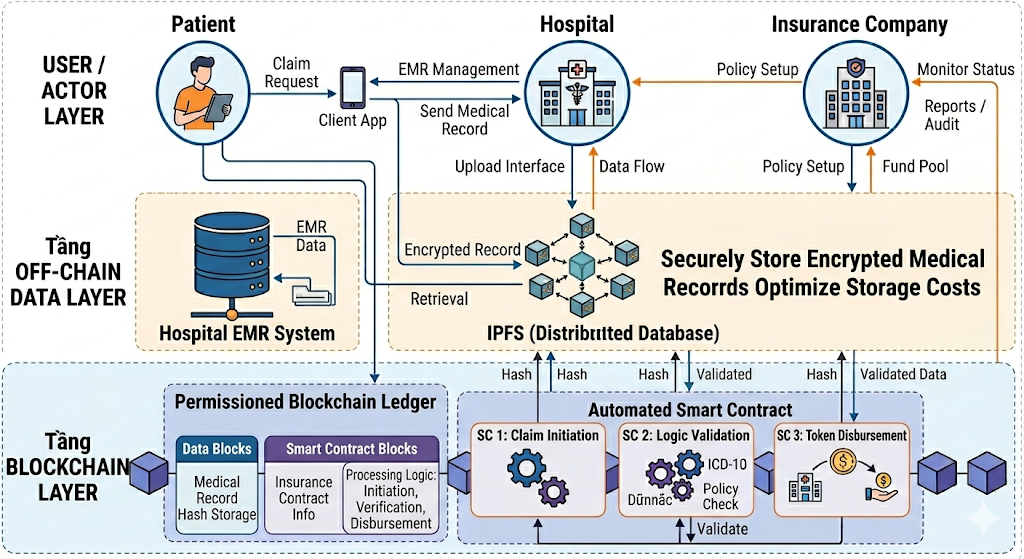 Patient
Hospital
Insurance Company
USER /
ACTOR
LAYER
Claim
Request
Client App
EMR Management
Send Medical
Record
Policy Setup
Monitor Status
Reports /
Audit
Upload Interface
Data Flow
Policy Setup
Fund Pool
Tầng
OFF-CHAIN
DATA LAYER
EMR
Data
Hospital EMR System
Encrypted Record
Retrieval
IPFS (Distribuited Database)
Securely Store Encrypted Medical
Recorrds Optimize Storage Costs
Hash
Hash
Hash
Validated
Hash
Validated Data
Tầng
BLOCKCHAIN
LAYER
Permissioned Blockchain Ledger
Data Blocks
Medical
Record
Hash Storage
Smart Contract Blocks
Insurance
Contract
Info
Processing Logic:
Initiation,
Verification,
Disbursement
Automated Smart Contract
SC 1: Claim Initiation
SC 2: Logic Validation
ICD-10
Dữnnăc
Policy
Check
SC 3: Token Disbursement
Validate